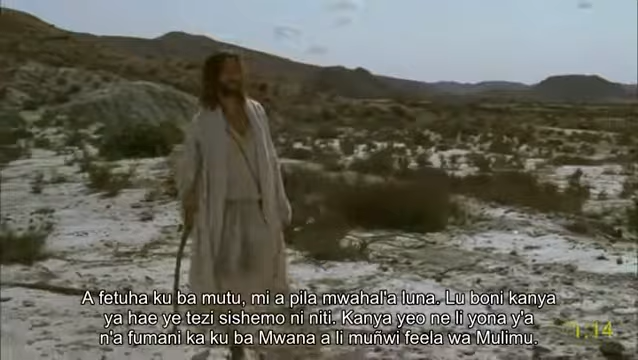 A fetuha ku ba mutu, mi a pila mwahal'a luna. Lu boni kanya
ya hae ye tezi sishemo ni niti. Kanya yeo ne li yona y'a
n'a fumani ka ku ba Mwana a li muñwi feela wa Mulimu.
1.14